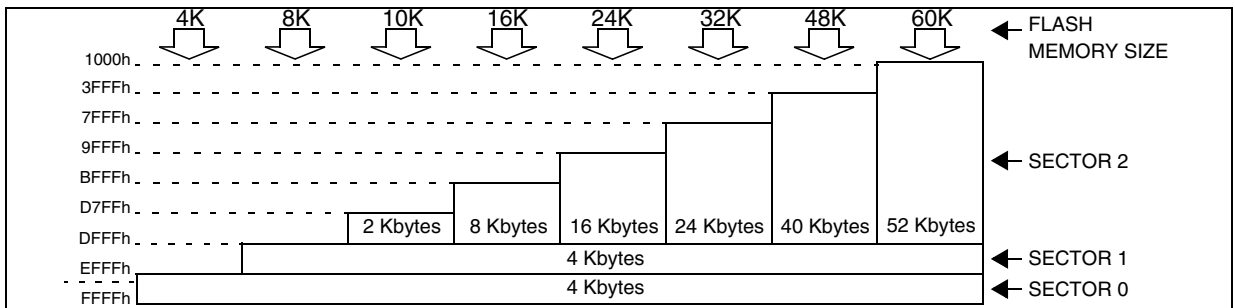 4K 8K 10K 16K 24K 32K 48K 60K
FLASH
MEMORY SIZE
1000h
3FFFh
7FFFh
9FFFh
BFFFh
SECTOR 2
D7FFh
2 Kbytes 8 Kbytes 16 Kbytes 24 Kbytes 40 Kbytes 52 Kbytes
DFFFh
4 Kbytes
SECTOR 1
EFFFh
4 Kbytes
SECTOR 0
FFFFh